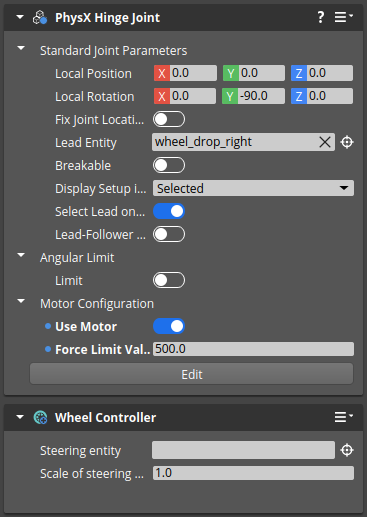 PhysX Hinge Joint ?
Standard Joint Parameters
Local Position X 0.0 Y 0.0 Z 0.0
Local Rotation X 0.0 Y -90.0 Z 0.0
Fix Joint Locati...
Lead Entity wheel_drop_right
Breakable
Display Setup i... Selected
Select Lead on...
Lead-Follower ...
Angular Limit
Limit
Motor Configuration
Use Motor
Force Limit Val... 500.0
Edit
Wheel Controller
Steering entity
Scale of steering ... 1.0